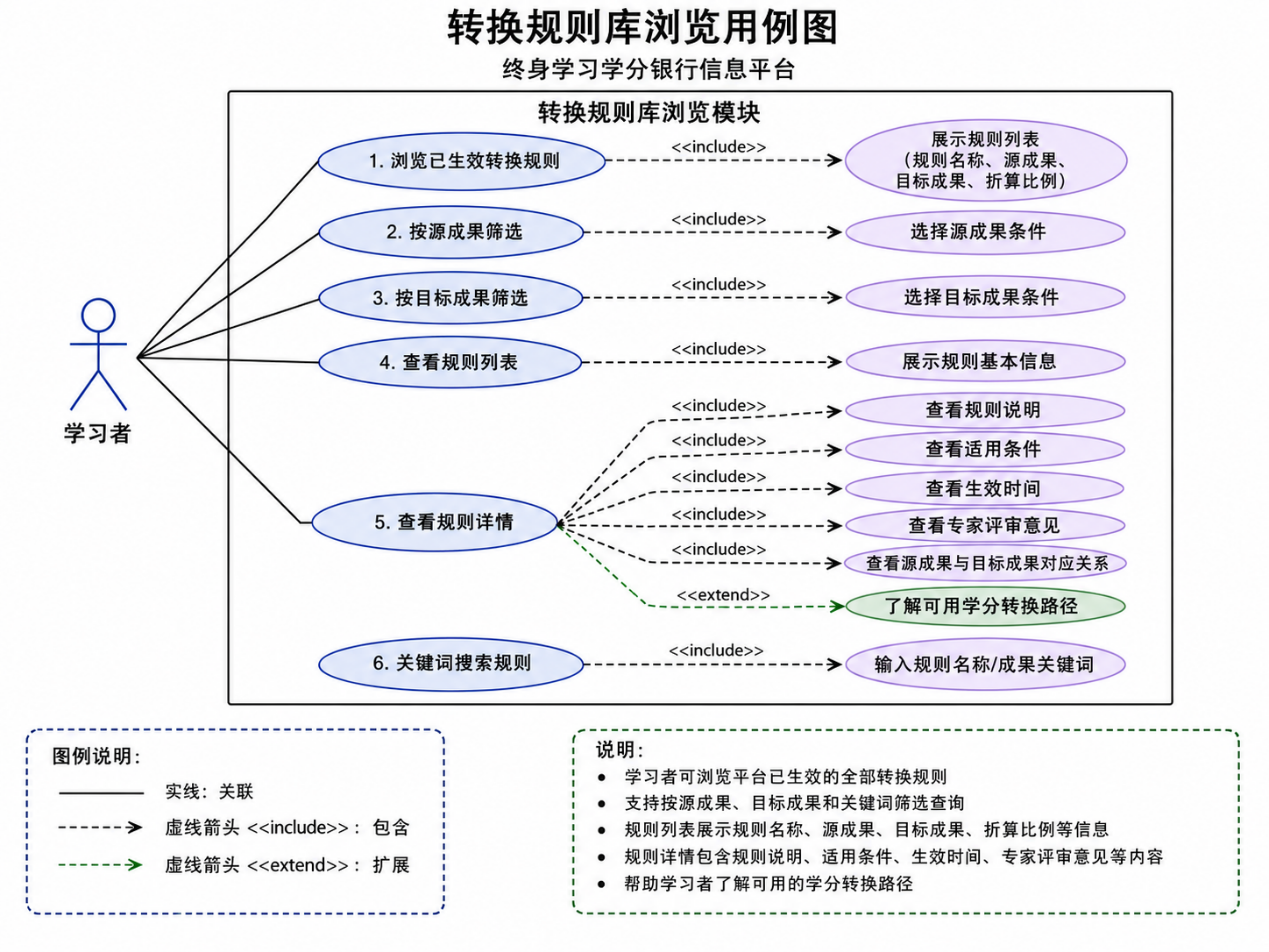 转换规则库浏览用例图
终身学习学分银行信息平台
转换规则库浏览模块
1. 浏览已生效转换规则
<<include>>
展示规则列表
（规则名称、源成果、
目标成果、折算比例）
2. 按源成果筛选
<<include>>
选择源成果条件
3. 按目标成果筛选
<<include>>
选择目标成果条件
4. 查看规则列表
<<include>>
展示规则基本信息
学习者
5. 查看规则详情
<<include>>
查看规则说明
<<include>>
查看适用条件
<<include>>
查看生效时间
<<include>>
查看专家评审意见
<<include>>
查看源成果与目标成果对应关系
<<extend>>
了解可用学分转换路径
6. 关键词搜索规则
<<include>>
输入规则名称/成果关键词
图例说明：
实线：关联
虚线箭头 <<include>>：包含
虚线箭头 <<extend>>：扩展
说明：
● 学习者可浏览平台已生效的全部转换规则
● 支持按源成果、目标成果和关键词筛选查询
● 规则列表展示规则名称、源成果、目标成果、折算比例等信息
● 规则详情包含规则说明、适用条件、生效时间、专家评审意见等内容
● 帮助学习者了解可用的学分转换路径